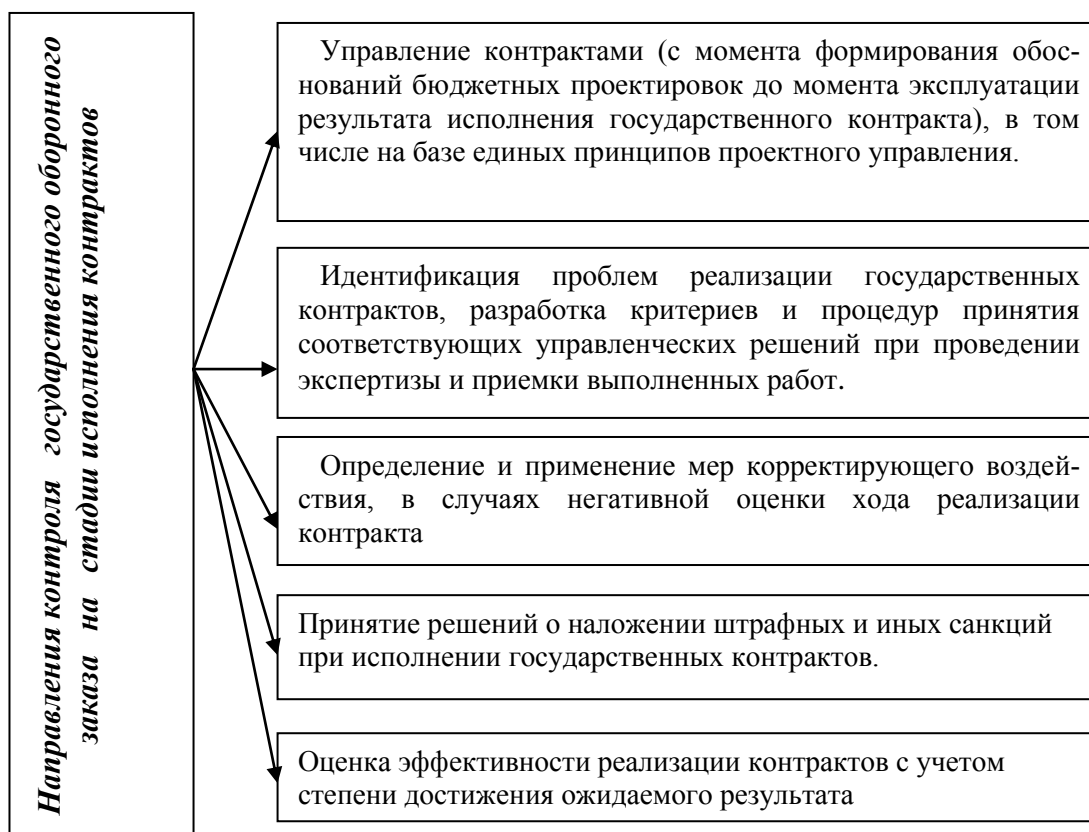 Направления контроля государственного оборонного
заказа на стадии исполнения контрактов
Управление контрактами (с момента формирования обос-
нований бюджетных проектировок до момента эксплуатации
результата исполнения государственного контракта), в том
числе на базе единых принципов проектного управления.
Идентификация проблем реализации государственных
контрактов, разработка критериев и процедур принятия
соответствующих управленческих решений при проведении
экспертизы и приемки выполненных работ.
Определение и применение мер корректирующего воздей-
ствия, в случаях негативной оценки хода реализации
контракта
Принятие решений о наложении штрафных и иных санкций
при исполнении государственных контрактов.
Оценка эффективности реализации контрактов с учетом
степени достижения ожидаемого результата